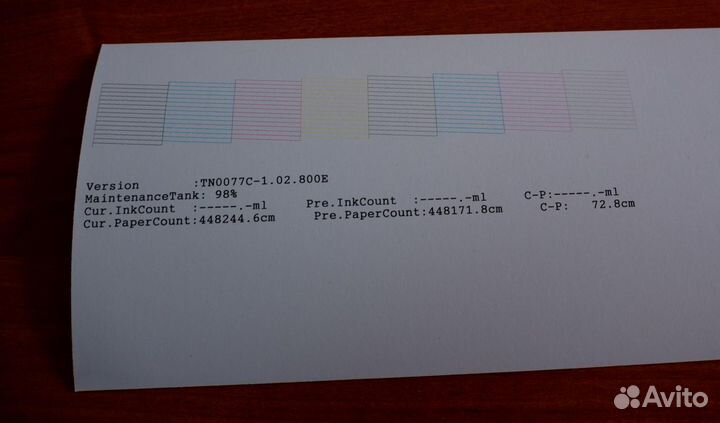 Version :TN0077C-1.02.800E
MaintenanceTank: 98%
Cur.InkCount :-----.-ml Pre.InkCount :-----.-ml C-P:-----.-ml
Cur.PaperCount:448244.6cm Pre.PaperCount:448171.8cm C-P: 72.8cm
Avito